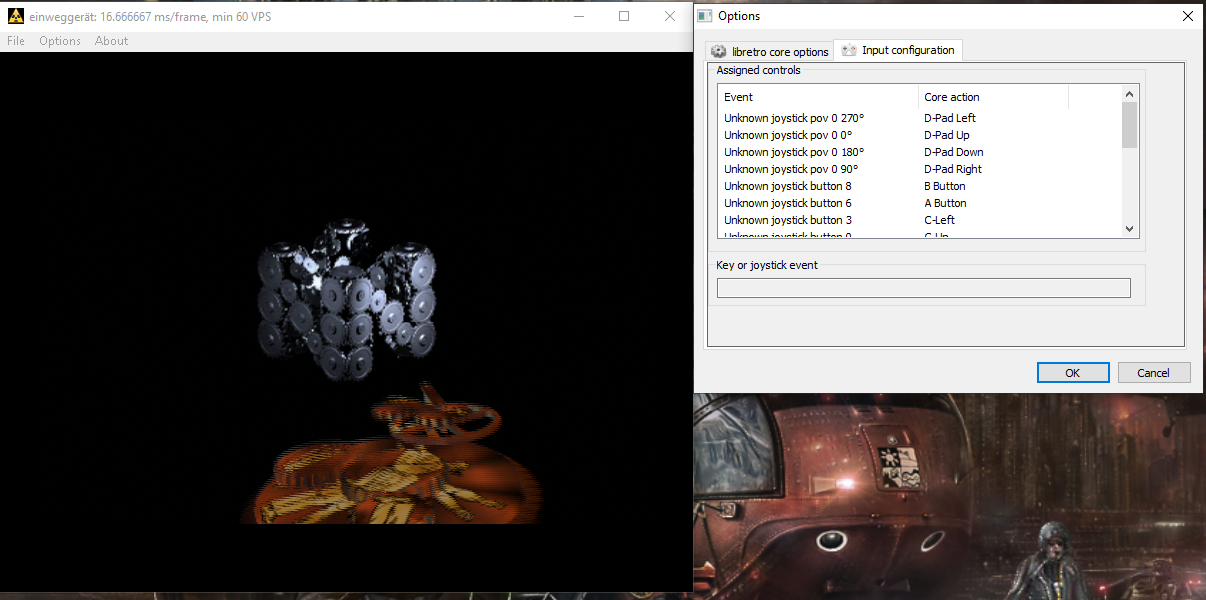 einweggerät: 16.666667 ms/frame, min 60 VPS
File Options About
Options
libretro core options Input configuration
Assigned controls
Event Core action
Unknown joystick pov 0 270° D-Pad Left
Unknown joystick pov 0 0° D-Pad Up
Unknown joystick pov 0 180° D-Pad Down
Unknown joystick pov 0 90° D-Pad Right
Unknown joystick button 8 B Button
Unknown joystick button 6 A Button
Unknown joystick button 3 C-Left
Unknown joystick button
Key or joystick event
OK Cancel